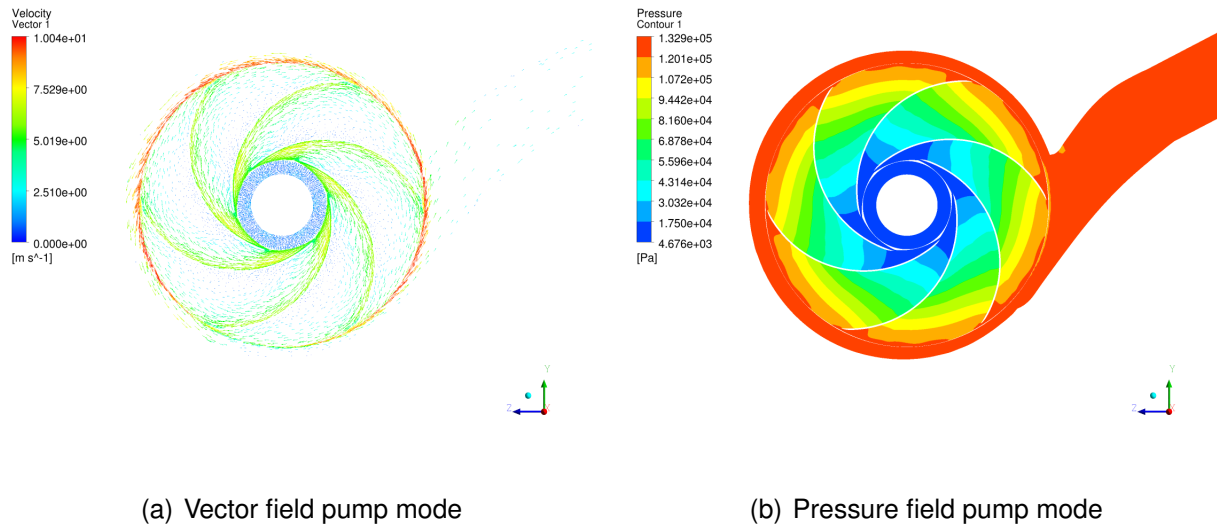 Velocity
Vector 1
1.004e+01
7.529e+00
5.019e+00
2.510e+00
0.000e+00
[m s^-1]
Y
Z
X
(a) Vector field pump mode
Pressure
Contour 1
1.329e+05
1.201e+05
1.072e+05
9.442e+04
8.160e+04
6.878e+04
5.596e+04
4.314e+04
3.032e+04
1.750e+04
4.676e+03
[Pa]
Y
Z
X
(b) Pressure field pump mode